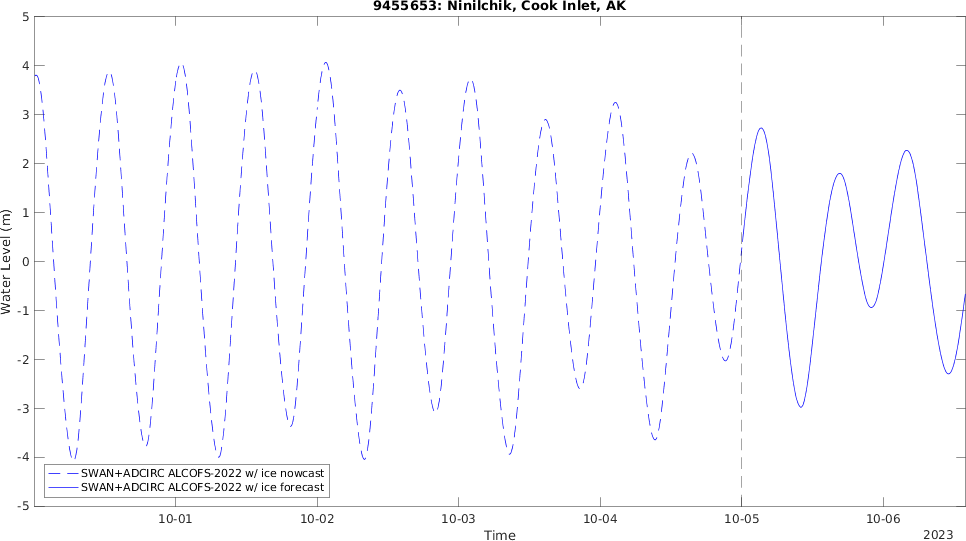 9455653: Ninilchik, Cook Inlet, AK
5
4
3
2
1
0
-1
-2
-3
-4
-5
Water Level (m)
SWAN+ADCIRC ALCOFS-2022 w/ ice nowcast
SWAN+ADCIRC ALCOFS-2022 w/ ice forecast
10-01 10-02 10-03 10-04 10-05 10-06
Time
2023